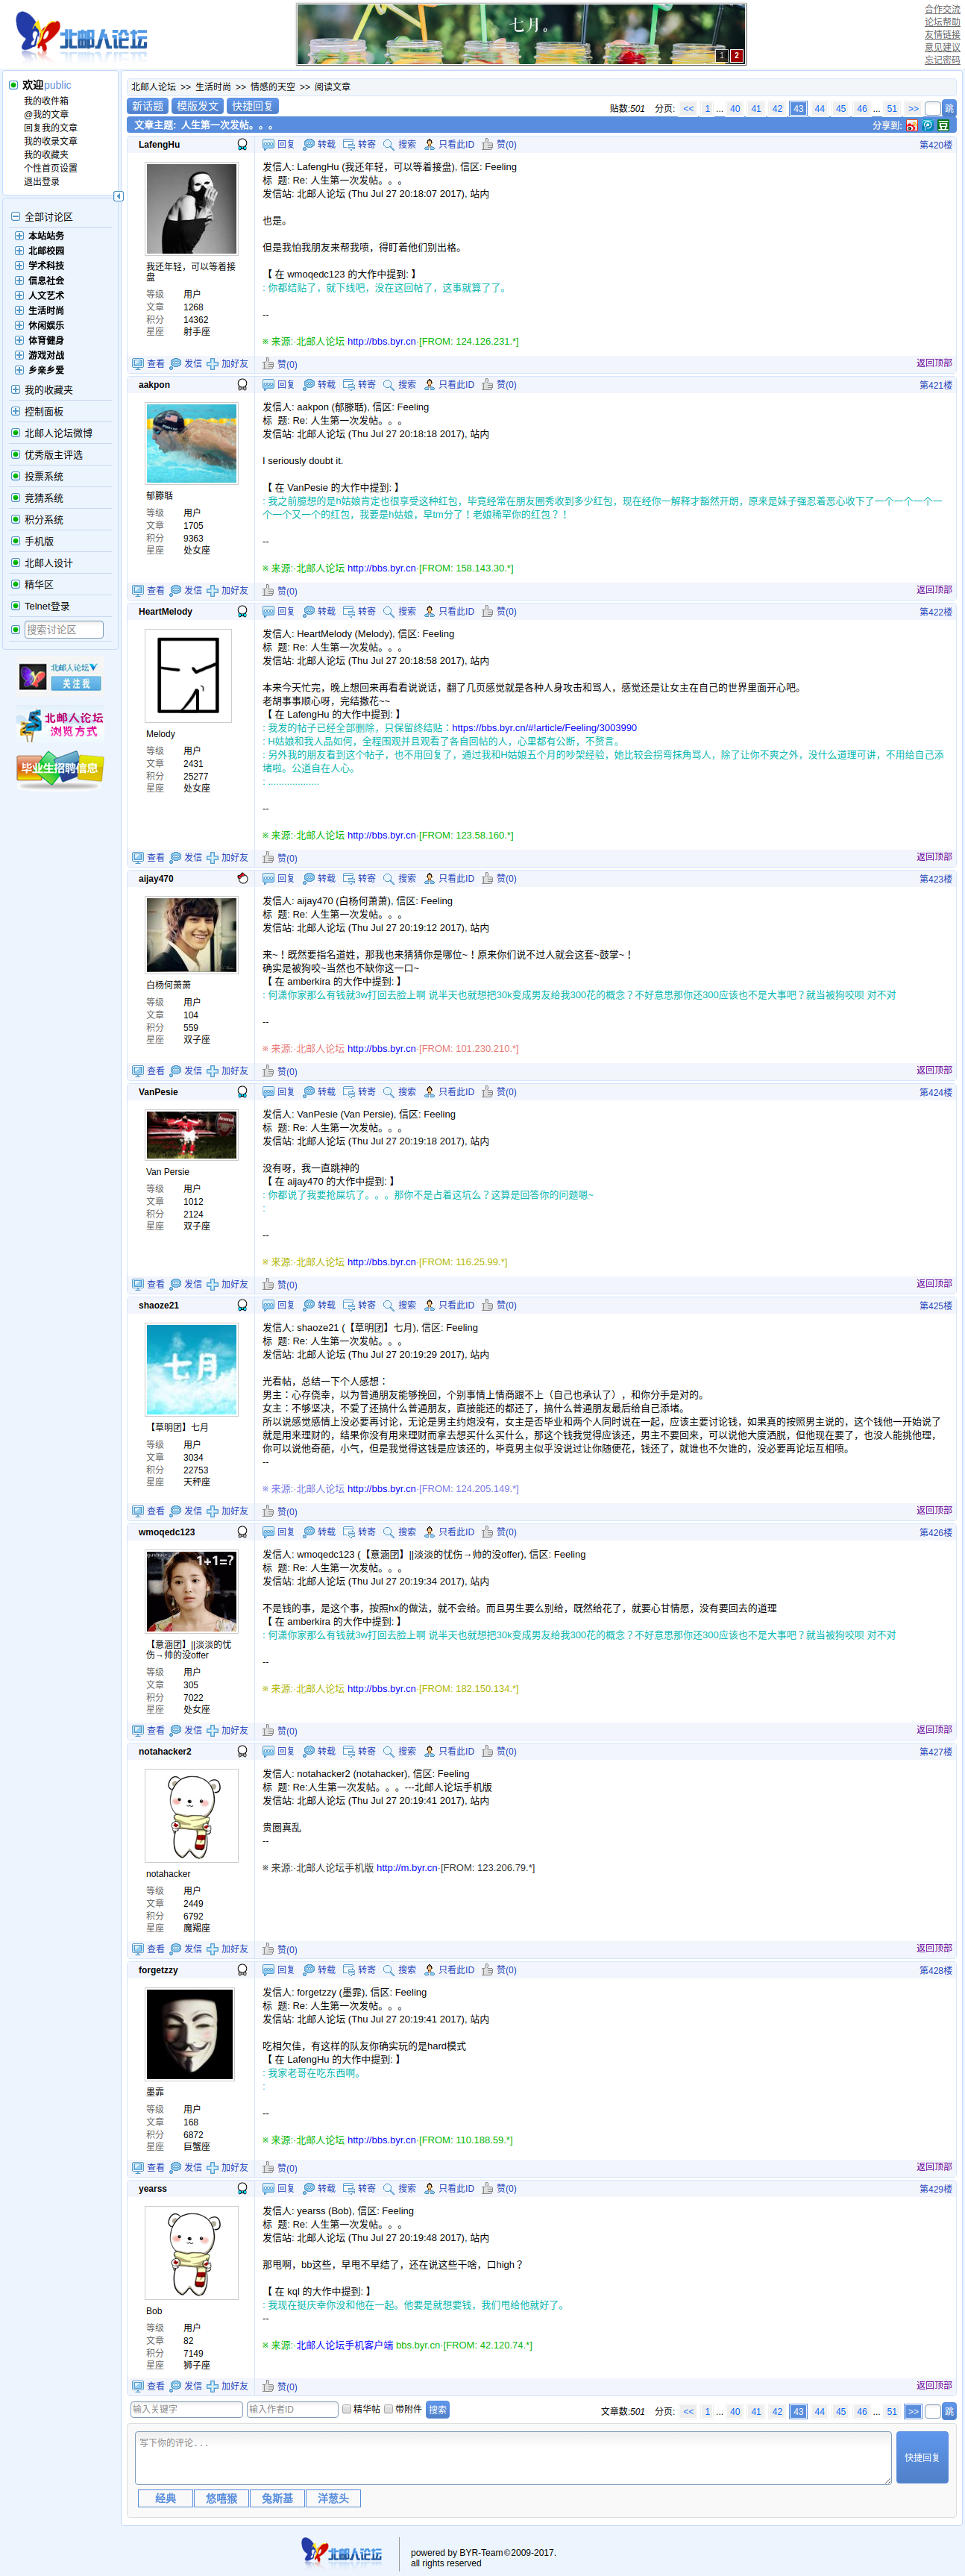 北邮人论坛
七月。
1 2
合作交流
论坛帮助
友情链接
意见建议
忘记密码
欢迎public
我的收件箱
@我的文章
回复我的文章
我的收录文章
我的收藏夹
个性首页设置
退出登录
全部讨论区
本站站务
北邮校园
学术科技
信息社会
人文艺术
生活时尚
休闲娱乐
体育健身
游戏对战
乡亲乡爱
我的收藏夹
控制面板
北邮人论坛微博
优秀版主评选
投票系统
竞猜系统
积分系统
手机版
北邮人设计
精华区
Telnet登录
搜索讨论区
北邮人论坛
关注我
北邮人论坛
浏览方式
毕业生招聘信息
北邮人论坛 >> 生活时尚 >> 情感的天空 >> 阅读文章
新话题 模版发文 快捷回复
贴数:501 分页: << 1 ... 40 41 42 43 44 45 46 ... 51 >> 跳
文章主题: 人生第一次发帖。。。 分享到: 豆
LafengHu 回复 转载 转寄 搜索 只看此ID 赞(0) 第420楼
我还年轻，可以等着接盘
等级 用户
文章 1268
积分 14362
星座 射手座
发信人: LafengHu (我还年轻，可以等着接盘), 信区: Feeling
标 题: Re: 人生第一次发帖。。。
发信站: 北邮人论坛 (Thu Jul 27 20:18:07 2017), 站内
也是。
但是我怕我朋友来帮我喷，得盯着他们别出格。
【 在 wmoqedc123 的大作中提到: 】
: 你都结贴了，就下线吧，没在这回帖了，这事就算了了。
--
※ 来源:·北邮人论坛 http://bbs.byr.cn·[FROM: 124.126.231.*]
查看 发信 加好友 赞(0) 返回顶部
aakpon 回复 转载 转寄 搜索 只看此ID 赞(0) 第421楼
郁滕聒
等级 用户
文章 1705
积分 9363
星座 处女座
发信人: aakpon (郁滕聒), 信区: Feeling
标 题: Re: 人生第一次发帖。。。
发信站: 北邮人论坛 (Thu Jul 27 20:18:18 2017), 站内
I seriously doubt it.
【 在 VanPesie 的大作中提到: 】
: 我之前臆想的是h姑娘肯定也很享受这种红包，毕竟经常在朋友圈秀收到多少红包，现在经你一解释才豁然开朗，原来是妹子强忍着恶心收下了一个一个一个一
个一个又一个的红包，我要是h姑娘，早tm分了！老娘稀罕你的红包？！
--
※ 来源:·北邮人论坛 http://bbs.byr.cn·[FROM: 158.143.30.*]
查看 发信 加好友 赞(0) 返回顶部
HeartMelody 回复 转载 转寄 搜索 只看此ID 赞(0) 第422楼
Melody
等级 用户
文章 2431
积分 25277
星座 处女座
发信人: HeartMelody (Melody), 信区: Feeling
标 题: Re: 人生第一次发帖。。。
发信站: 北邮人论坛 (Thu Jul 27 20:18:58 2017), 站内
本来今天忙完，晚上想回来再看看说说话，翻了几页感觉就是各种人身攻击和骂人，感觉还是让女主在自己的世界里面开心吧。
老胡事事顺心呀，完结撒花~~
【 在 LafengHu 的大作中提到: 】
: 我发的帖子已经全部删除，只保留终结贴：https://bbs.byr.cn/#!article/Feeling/3003990
: H姑娘和我人品如何，全程围观并且观看了各自回帖的人，心里都有公断，不赘言。
: 另外我的朋友看到这个帖子，也不用回复了，通过我和H姑娘五个月的吵架经验，她比较会拐弯抹角骂人，除了让你不爽之外，没什么道理可讲，不用给自己添
堵啦。公道自在人心。
: ...................
--
※ 来源:·北邮人论坛 http://bbs.byr.cn·[FROM: 123.58.160.*]
查看 发信 加好友 赞(0) 返回顶部
aijay470 回复 转载 转寄 搜索 只看此ID 赞(0) 第423楼
白杨何萧萧
等级 用户
文章 104
积分 559
星座 双子座
发信人: aijay470 (白杨何萧萧), 信区: Feeling
标 题: Re: 人生第一次发帖。。。
发信站: 北邮人论坛 (Thu Jul 27 20:19:12 2017), 站内
来~！既然要指名道姓，那我也来猜猜你是哪位~！原来你们说不过人就会这套~鼓掌~！
确实是被狗咬~当然也不缺你这一口~
【 在 amberkira 的大作中提到: 】
: 何潇你家那么有钱就3w打回去脸上啊 说半天也就想把30k变成男友给我300花的概念？不好意思那你还300应该也不是大事吧？就当被狗咬呗 对不对
--
※ 来源:·北邮人论坛 http://bbs.byr.cn·[FROM: 101.230.210.*]
查看 发信 加好友 赞(0) 返回顶部
VanPesie 回复 转载 转寄 搜索 只看此ID 赞(0) 第424楼
Van Persie
等级 用户
文章 1012
积分 2124
星座 双子座
发信人: VanPesie (Van Persie), 信区: Feeling
标 题: Re: 人生第一次发帖。。。
发信站: 北邮人论坛 (Thu Jul 27 20:19:18 2017), 站内
没有呀，我一直跳神的
【 在 aijay470 的大作中提到: 】
: 你都说了我要抢屎坑了。。。那你不是占着这坑么？这算是回答你的问题嗯~
:
--
※ 来源:·北邮人论坛 http://bbs.byr.cn·[FROM: 116.25.99.*]
查看 发信 加好友 赞(0) 返回顶部
shaoze21 回复 转载 转寄 搜索 只看此ID 赞(0) 第425楼
七月
【草明团】七月
等级 用户
文章 3034
积分 22753
星座 天秤座
发信人: shaoze21 (【草明团】七月), 信区: Feeling
标 题: Re: 人生第一次发帖。。。
发信站: 北邮人论坛 (Thu Jul 27 20:19:29 2017), 站内
光看帖，总结一下个人感想：
男主：心存侥幸，以为普通朋友能够挽回，个别事情上情商跟不上（自己也承认了），和你分手是对的。
女主：不够坚决，不爱了还搞什么普通朋友，直接能还的都还了，搞什么普通朋友最后给自己添堵。
所以说感觉感情上没必要再讨论，无论是男主约炮没有，女主是否毕业和两个人同时说在一起，应该主要讨论钱，如果真的按照男主说的，这个钱他一开始说了
就是用来理财的，结果你没有用来理财而拿去想买什么买什么，那这个钱我觉得应该还，男主不要回来，可以说他大度洒脱，但他现在要了，也没人能挑他理，
你可以说他奇葩，小气，但是我觉得这钱是应该还的，毕竟男主似乎没说过让你随便花，钱还了，就谁也不欠谁的，没必要再论坛互相喷。
--
※ 来源:·北邮人论坛 http://bbs.byr.cn·[FROM: 124.205.149.*]
查看 发信 加好友 赞(0) 返回顶部
wmoqedc123 回复 转载 转寄 搜索 只看此ID 赞(0) 第426楼
1+1=?
【意涵团】||淡淡的忧伤→帅的没offer
等级 用户
文章 305
积分 7022
星座 处女座
发信人: wmoqedc123 (【意涵团】||淡淡的忧伤→帅的没offer), 信区: Feeling
标 题: Re: 人生第一次发帖。。。
发信站: 北邮人论坛 (Thu Jul 27 20:19:34 2017), 站内
不是钱的事，是这个事，按照hx的做法，就不会给。而且男生要么别给，既然给花了，就要心甘情愿，没有要回去的道理
【 在 amberkira 的大作中提到: 】
: 何潇你家那么有钱就3w打回去脸上啊 说半天也就想把30k变成男友给我300花的概念？不好意思那你还300应该也不是大事吧？就当被狗咬呗 对不对
--
※ 来源:·北邮人论坛 http://bbs.byr.cn·[FROM: 182.150.134.*]
查看 发信 加好友 赞(0) 返回顶部
notahacker2 回复 转载 转寄 搜索 只看此ID 赞(0) 第427楼
notahacker
等级 用户
文章 2449
积分 6792
星座 魔羯座
发信人: notahacker2 (notahacker), 信区: Feeling
标 题: Re:人生第一次发帖。。。---北邮人论坛手机版
发信站: 北邮人论坛 (Thu Jul 27 20:19:41 2017), 站内
贵圈真乱
--
※ 来源:·北邮人论坛手机版 http://m.byr.cn·[FROM: 123.206.79.*]
查看 发信 加好友 赞(0) 返回顶部
forgetzzy 回复 转载 转寄 搜索 只看此ID 赞(0) 第428楼
墨霏
等级 用户
文章 168
积分 6872
星座 巨蟹座
发信人: forgetzzy (墨霏), 信区: Feeling
标 题: Re: 人生第一次发帖。。。
发信站: 北邮人论坛 (Thu Jul 27 20:19:41 2017), 站内
吃相欠佳，有这样的队友你确实玩的是hard模式
【 在 LafengHu 的大作中提到: 】
: 我家老哥在吃东西啊。
:
--
※ 来源:·北邮人论坛 http://bbs.byr.cn·[FROM: 110.188.59.*]
查看 发信 加好友 赞(0) 返回顶部
yearss 回复 转载 转寄 搜索 只看此ID 赞(0) 第429楼
Bob
等级 用户
文章 82
积分 7149
星座 狮子座
发信人: yearss (Bob), 信区: Feeling
标 题: Re: 人生第一次发帖。。。
发信站: 北邮人论坛 (Thu Jul 27 20:19:48 2017), 站内
那甩啊，bb这些，早甩不早结了，还在说这些干啥，口high？
【 在 kql 的大作中提到: 】
: 我现在挺庆幸你没和他在一起。他要是就想要钱，我们甩给他就好了。
--
※ 来源:·北邮人论坛手机客户端 bbs.byr.cn·[FROM: 42.120.74.*]
查看 发信 加好友 赞(0) 返回顶部
输入关键字 输入作者ID 精华帖 带附件 搜索
文章数:501 分页: << 1 ... 40 41 42 43 44 45 46 ... 51 >> 跳
写下你的评论...
快捷回复
经典 悠嘻猴 兔斯基 洋葱头
北邮人论坛
powered by BYR-Team©2009-2017.
all rights reserved